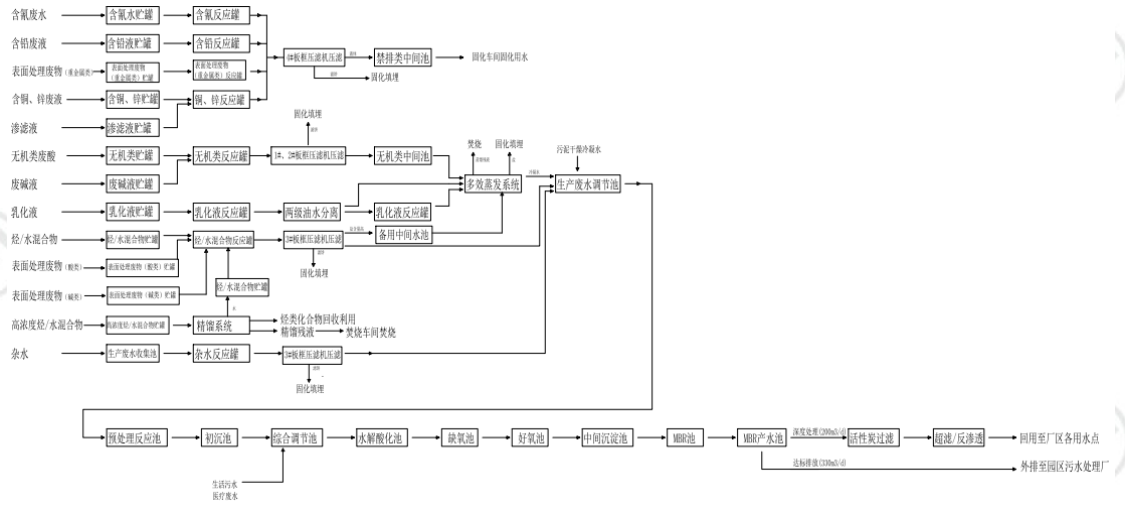 含氰废水 含氰水贮罐 含氰反应罐
含铅废液 含铅液贮罐 含铅反应罐 4#板框压滤机压滤 禁排类中间池 固化车间固化用水
表面处理废物(重金属类) 表面处理废物(重金属类)贮罐 表面处理废物(重金属类)反应罐 固化填埋
含铜、锌废液 含铜、锌贮罐 铜、锌反应罐
渗滤液 渗滤液贮罐 固化填埋
无机类废酸 无机类贮罐 无机类反应罐 1#、2#板框压滤机压滤 无机类中间池 焚烧 固化填埋 污泥干燥冷凝水
废碱液 废碱液贮罐 多效蒸发系统 生产废水调节池
乳化液 乳化液贮罐 乳化液反应罐 两级油水分离 乳化液反应罐
烃/水混合物 烃/水混合物贮罐 烃/水混合物反应罐 3#板框压滤机压滤 备用中间水池
表面处理废物(酸类) 表面处理废物(酸类)贮罐 固化填埋
表面处理废物(碱类) 表面处理废物(碱类)贮罐 烃/水混合物贮罐
高浓度烃/水混合物 高浓度烃/水混合物贮罐 精馏系统 烃类化合物回收利用
精馏残液 焚烧车间焚烧
杂水 生产废水收集池 杂水反应罐 3#板框压滤机压滤
固化填埋
预处理反应池 初沉池 综合调节池 水解酸化池 缺氧池 好氧池 中间沉淀池 MBR池 MBR产水池 深度处理(200m3/d) 活性炭过滤 超滤/反渗透 回用至厂区各用水点
达标排放(330m3/d) 外排至园区污水处理厂
生活污水
医疗废水